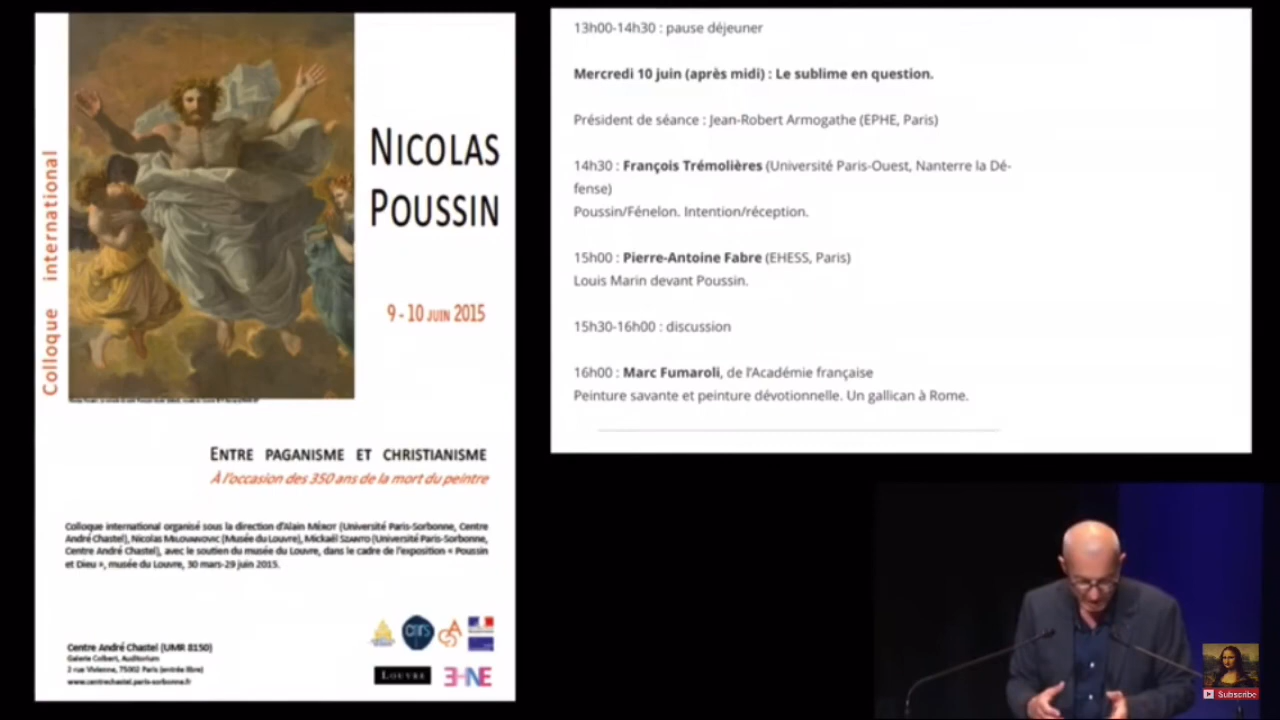 Colloque international
NICOLAS
POUSSIN
9 - 10 JUIN 2015
ENTRE PAGANISME ET CHRISTIANISME
À l'occasion des 350 ans de la mort du peintre
Colloque international organisé sous la direction d'Alain MÉROT (Université Paris-Sorbonne, Centre
André Chastel), Nicolas MILOVANOVIC (Musée du Louvre), Mickaël SZANTO (Université Paris-Sorbonne,
Centre André Chastel), avec le soutien du musée du Louvre, dans le cadre de l'exposition « Poussin
et Dieu », musée du Louvre, 30 mars-29 juin 2015.
Centre André Chastel (UMR 8150)
Galerie Colbert, Auditorium
2 rue Vivienne, 75002 Paris (entrée libre)
www.centrechastel.paris-sorbonne.fr
cnrs
LOUVRE
EHNE
13h00-14h30 : pause déjeuner
Mercredi 10 juin (après midi) : Le sublime en question.
Président de séance : Jean-Robert Armogathe (EPHE, Paris)
14h30 : François Trémolières (Université Paris-Ouest, Nanterre la Dé-
fense)
Poussin/Fénelon. Intention/réception.
15h00 : Pierre-Antoine Fabre (EHESS, Paris)
Louis Marin devant Poussin.
15h30-16h00 : discussion
16h00 : Marc Fumaroli, de l'Académie française
Peinture savante et peinture dévotionnelle. Un gallican à Rome.
Subscribe